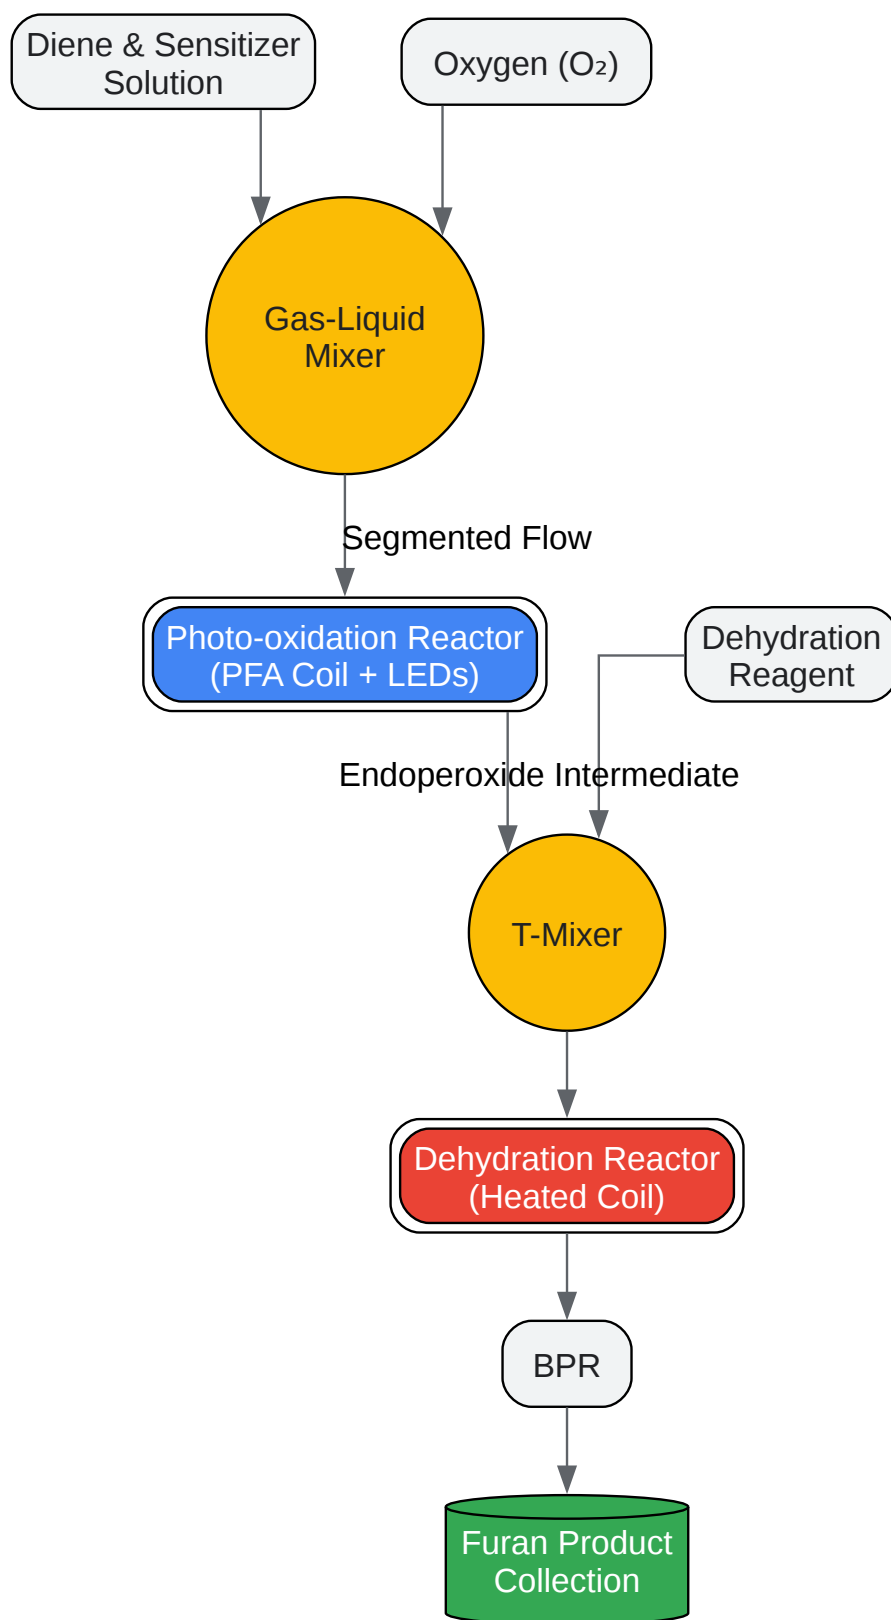 Diene & Sensitizer
Solution
Oxygen (O₂)
Gas-Liquid
Mixer
Segmented Flow
Photo-oxidation Reactor
(PFA Coil + LEDs)
Dehydration
Reagent
Endoperoxide Intermediate
T-Mixer
Dehydration Reactor
(Heated Coil)
BPR
Furan Product
Collection